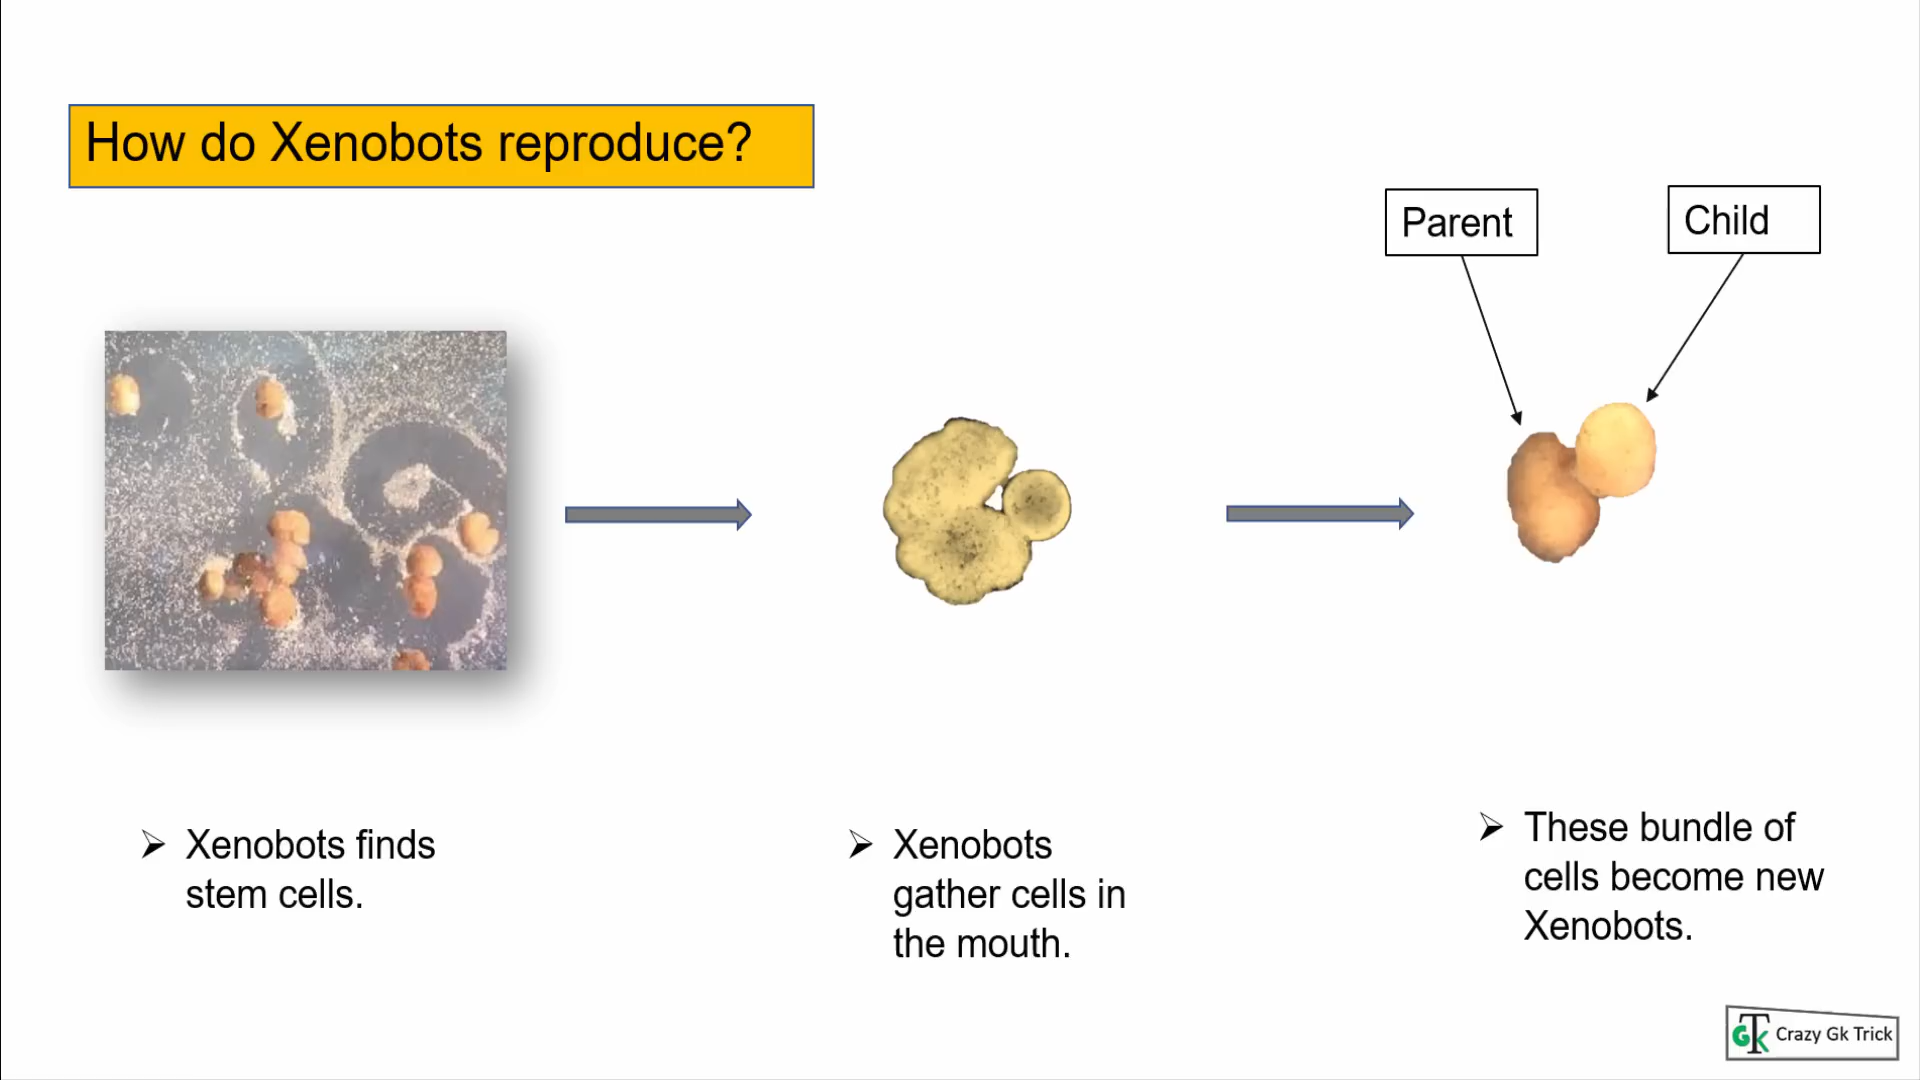 How do Xenobots reproduce?
Parent
Child
➢ Xenobots finds
stem cells.
➢ Xenobots
gather cells in
the mouth.
➢ These bundle of
cells become new
Xenobots.
GTK Crazy Gk Trick